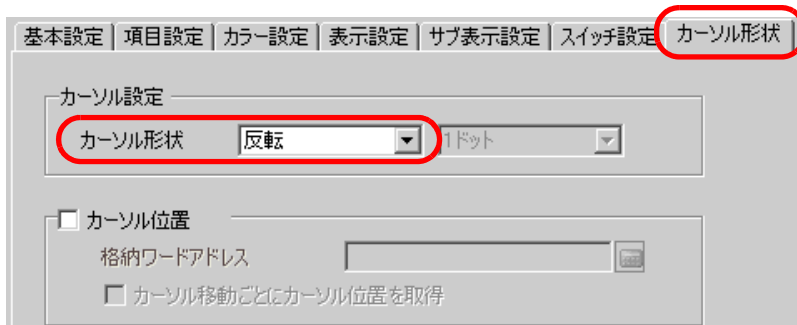 基本設定 項目設定 カラー設定 表示設定 サブ表示設定 スイッチ設定 カーソル形状
カーソル設定
カーソル形状 反転 1ドット
カーソル位置
格納ワードアドレス
カーソル移動ごとにカーソル位置を取得